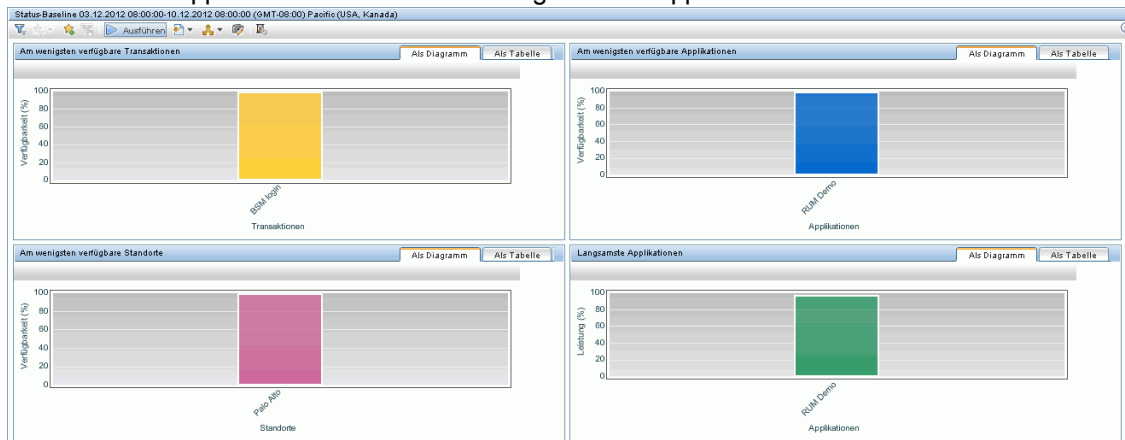 Status-Baseline 03.12.2012 08:00:00-10.12.2012 08:00:00 (GMT-08:00) Pacific (USA, Kanada)
Ausführen
Am wenigsten verfügbare Transaktionen
Als Diagramm Als Tabelle
100
80
60
40
20
0
Verfügbarkeit (%)
BSM login
Transaktionen
Am wenigsten verfügbare Applikationen
Als Diagramm Als Tabelle
100
80
60
40
20
0
Verfügbarkeit (%)
RUM Demo
Applikationen
Am wenigsten verfügbare Standorte
Als Diagramm Als Tabelle
100
80
60
40
20
0
Verfügbarkeit (%)
Palo Alto
Standorte
Langsamste Applikationen
Als Diagramm Als Tabelle
100
80
60
40
20
0
Leistung (%)
RUM Demo
Applikationen